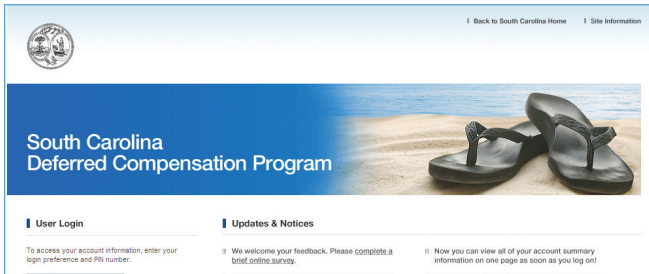 Back to South Carolina Home
Site Information
South Carolina
Deferred Compensation Program
User Login
To access your account information, enter your
login preference and PIN number.
Updates & Notices
We welcome your feedback. Please complete a
brief online survey.
Now you can view all of your account summary
information on one page as soon as you log on!